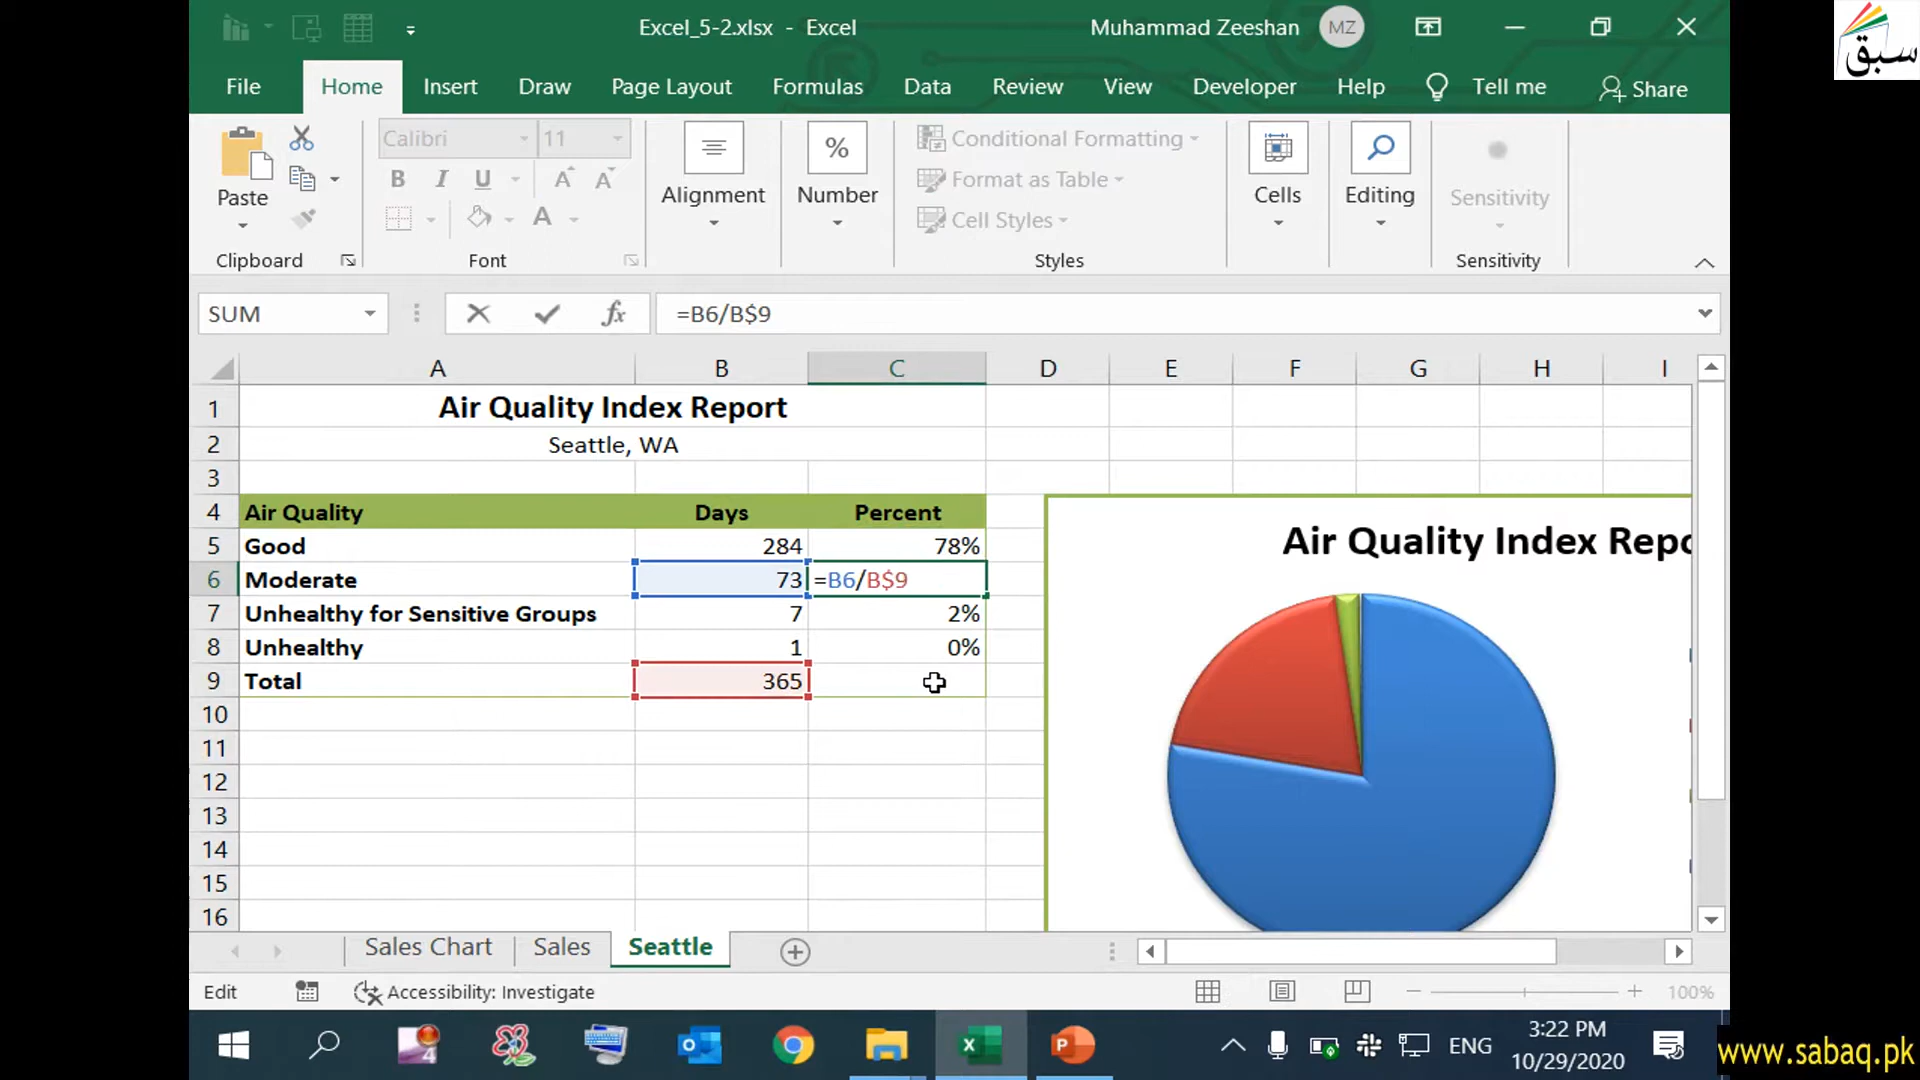 Excel_5-2.xlsx - Excel
Muhammad Zeeshan MZ
سبق
File Home Insert Draw Page Layout Formulas Data Review View Developer Help Tell me Share
Calibri 11
Paste
B I U A A
A
Alignment
%
Number
Conditional Formatting
Format as Table
Cell Styles
Cells
Editing
Sensitivity
Clipboard Font Styles Sensitivity
SUM fx =B6/B$9
A B C D E F G H I
1 Air Quality Index Report
2 Seattle, WA
3
4 Air Quality Days Percent
5 Good 284 78%
6 Moderate 73 =B6/B$9
7 Unhealthy for Sensitive Groups 7 2%
8 Unhealthy 1 0%
9 Total 365
10
11
12
13
14
15
16
Air Quality Index Repo
Sales Chart Sales Seattle
Edit Accessibility: Investigate 100%
4 ENG 3:22 PM
10/29/2020
www.sabaq.pk